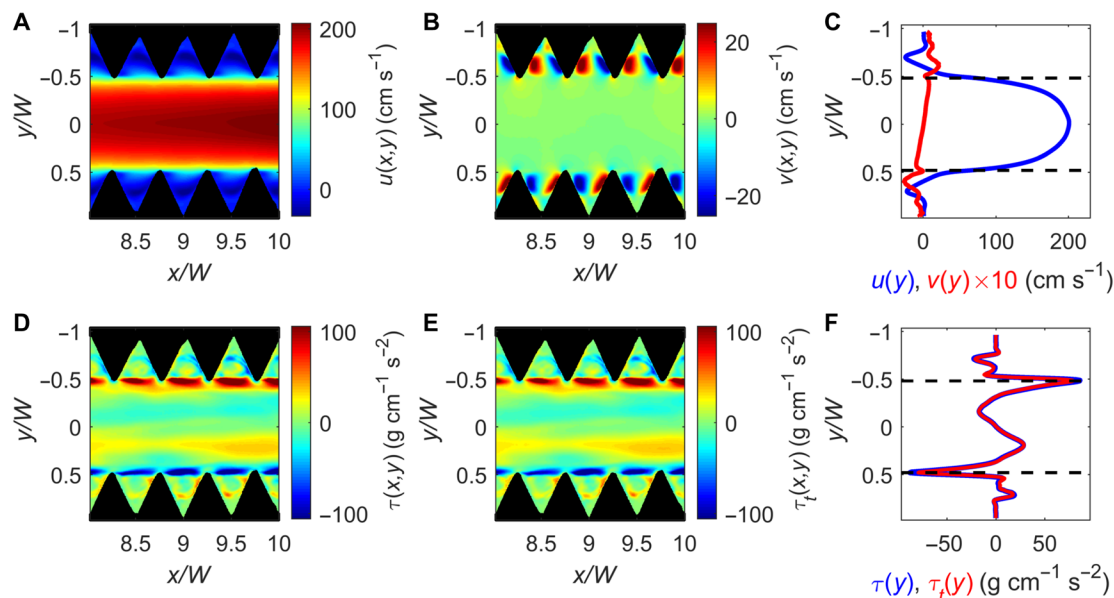 A
B
C
−1
−0.5
0
0.5
y/W
8.5 9 9.5 10
x/W
200
100
0
u(x,y) (cm s⁻¹)
−1
−0.5
0
0.5
y/W
8.5 9 9.5 10
x/W
20
0
−20
v(x,y) (cm s⁻¹)
−1
−0.5
0
0.5
y/W
0 100 200
u(y), v(y)×10 (cm s⁻¹)
D
E
F
−1
−0.5
0
0.5
y/W
8.5 9 9.5 10
x/W
100
0
−100
τ(x,y) (g cm⁻¹ s⁻²)
−1
−0.5
0
0.5
y/W
8.5 9 9.5 10
x/W
100
0
−100
τₜ(x,y) (g cm⁻¹ s⁻²)
−1
−0.5
0
0.5
y/W
−50 0 50
τ(y), τₜ(y) (g cm⁻¹ s⁻²)